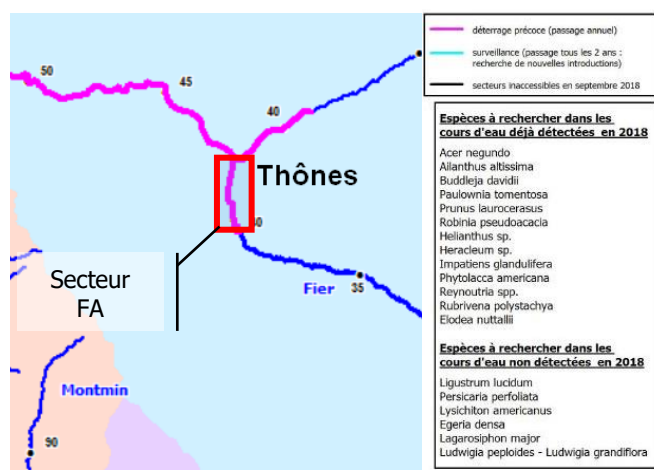 50
45
40
Thônes
40
Secteur
FA
Fier
35
Montmin
90
déterrage précoce (passage annuel)
surveillance (passage tous les 2 ans :
recherche de nouvelles introductions)
secteurs inaccessibles en septembre 2018
Espèces à rechercher dans les
cours d'eau déjà détectées en 2018
Acer negundo
Ailanthus altissima
Buddleja davidii
Paulownia tomentosa
Prunus laurocerasus
Robinia pseudoacacia
Helianthus sp.
Heracleum sp.
Impatiens glandulifera
Phytolacca americana
Reynoutria spp.
Rubrivena polystachya
Elodea nuttallii
Espèces à rechercher dans les
cours d'eau non détectées en 2018
Ligustrum lucidum
Persicaria perfoliata
Lysichiton americanus
Egeria densa
Lagarosiphon major
Ludwigia peploides - Ludwigia grandiflora